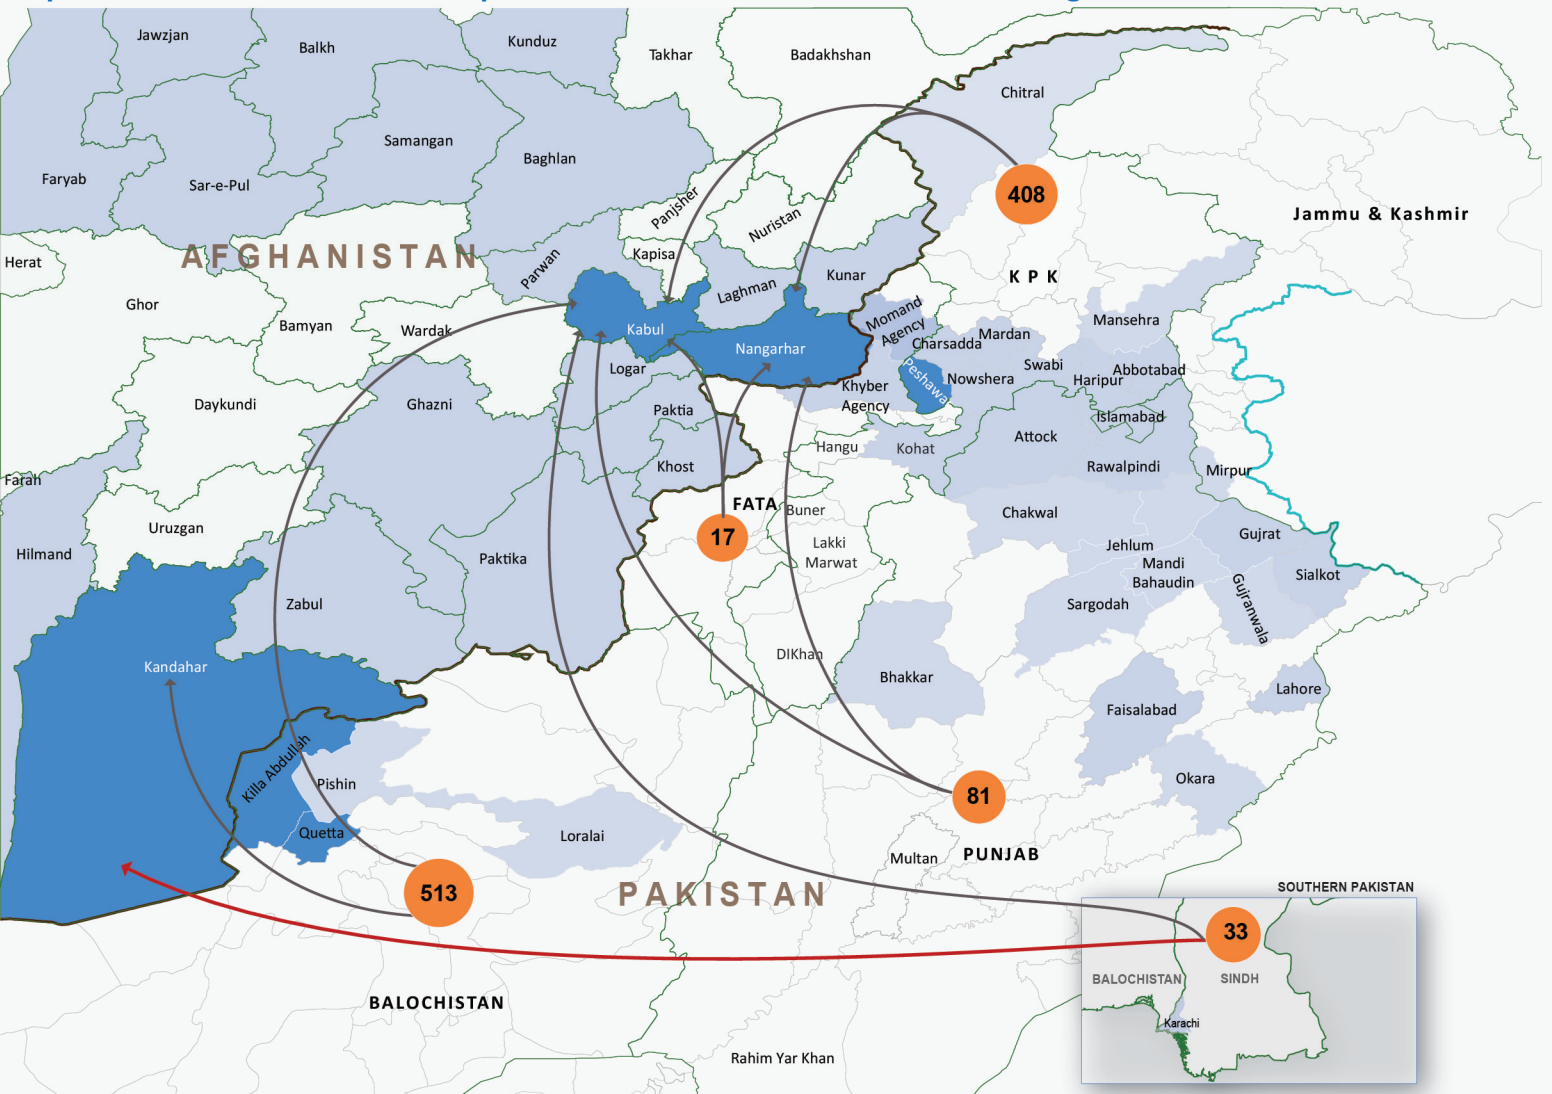 Jawzjan
Balkh
Kunduz
Takhar
Badakhshan
Chitral
Samangan
Baghlan
Faryab
Sar-e-Pul
408
Panjsher
Nuristan
Jammu & Kashmir
AFGHANISTAN
Herat
Parwan
Kapisa
Kunar
KPK
Laghman
Ghor
Bamyan
Wardak
Kabul
Nangarhar
Momand
Agency
Charsadda
Mardan
Mansehra
Logar
Khyber
Agency
Peshawa
Nowshera
Swabi
Haripur
Abbotabad
Daykundi
Ghazni
Paktia
Islamabad
Attock
Hangu
Kohat
Khost
Rawalpindi
Mirpur
Farah
FATA
Buner
Chakwal
Uruzgan
17
Lakki
Marwat
Gujrat
Hilmand
Paktika
Jehlum
Mandi
Bahaudin
Sialkot
Zabul
Sargodah
Gujranwala
Kandahar
DIKhan
Bhakkar
Lahore
Faisalabad
Killa Abdullah
Pishin
81
Okara
Quetta
Loralai
Multan
PUNJAB
513
PAKISTAN
SOUTHERN PAKISTAN
33
BALOCHISTAN
SINDH
BALOCHISTAN
Karachi
Rahim Yar Khan